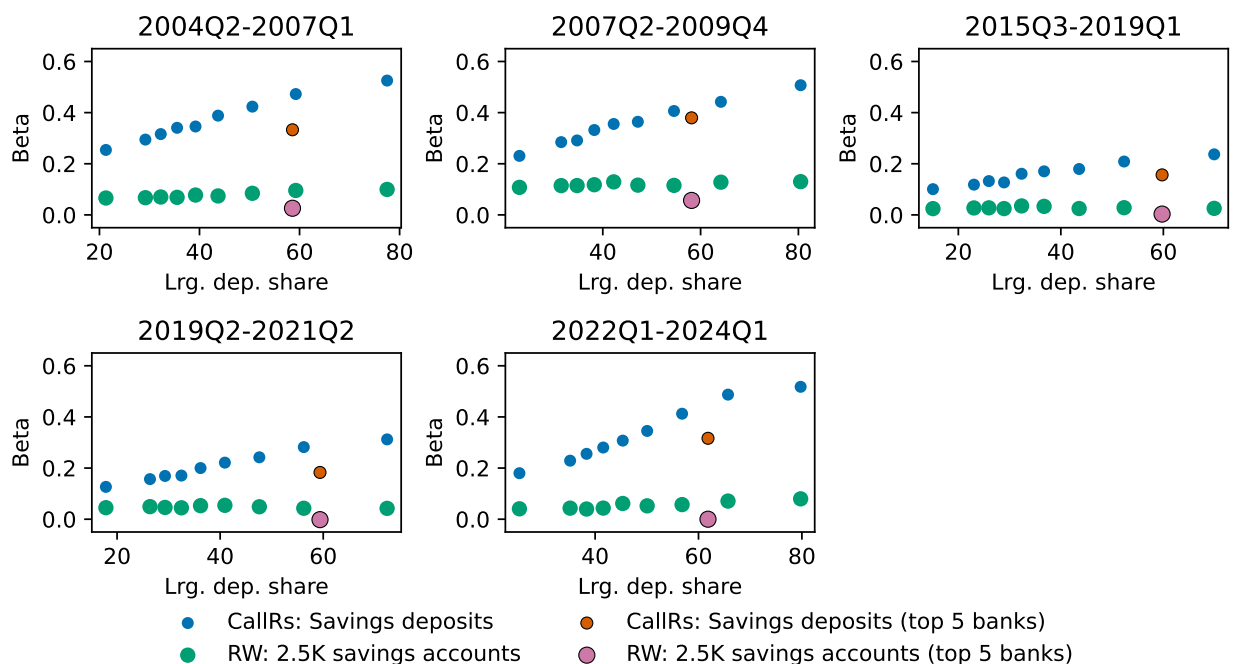 2004Q2-2007Q1
2007Q2-2009Q4
2015Q3-2019Q1
0.6
0.4
0.2
0.0
Beta
20
40
60
80
Lrg. dep. share
0.6
0.4
0.2
0.0
Beta
40
60
80
Lrg. dep. share
0.6
0.4
0.2
0.0
Beta
20
40
60
Lrg. dep. share
2019Q2-2021Q2
2022Q1-2024Q1
0.6
0.4
0.2
0.0
Beta
20
40
60
Lrg. dep. share
0.6
0.4
0.2
0.0
Beta
40
60
80
Lrg. dep. share
CallRs: Savings deposits
RW: 2.5K savings accounts
CallRs: Savings deposits (top 5 banks)
RW: 2.5K savings accounts (top 5 banks)